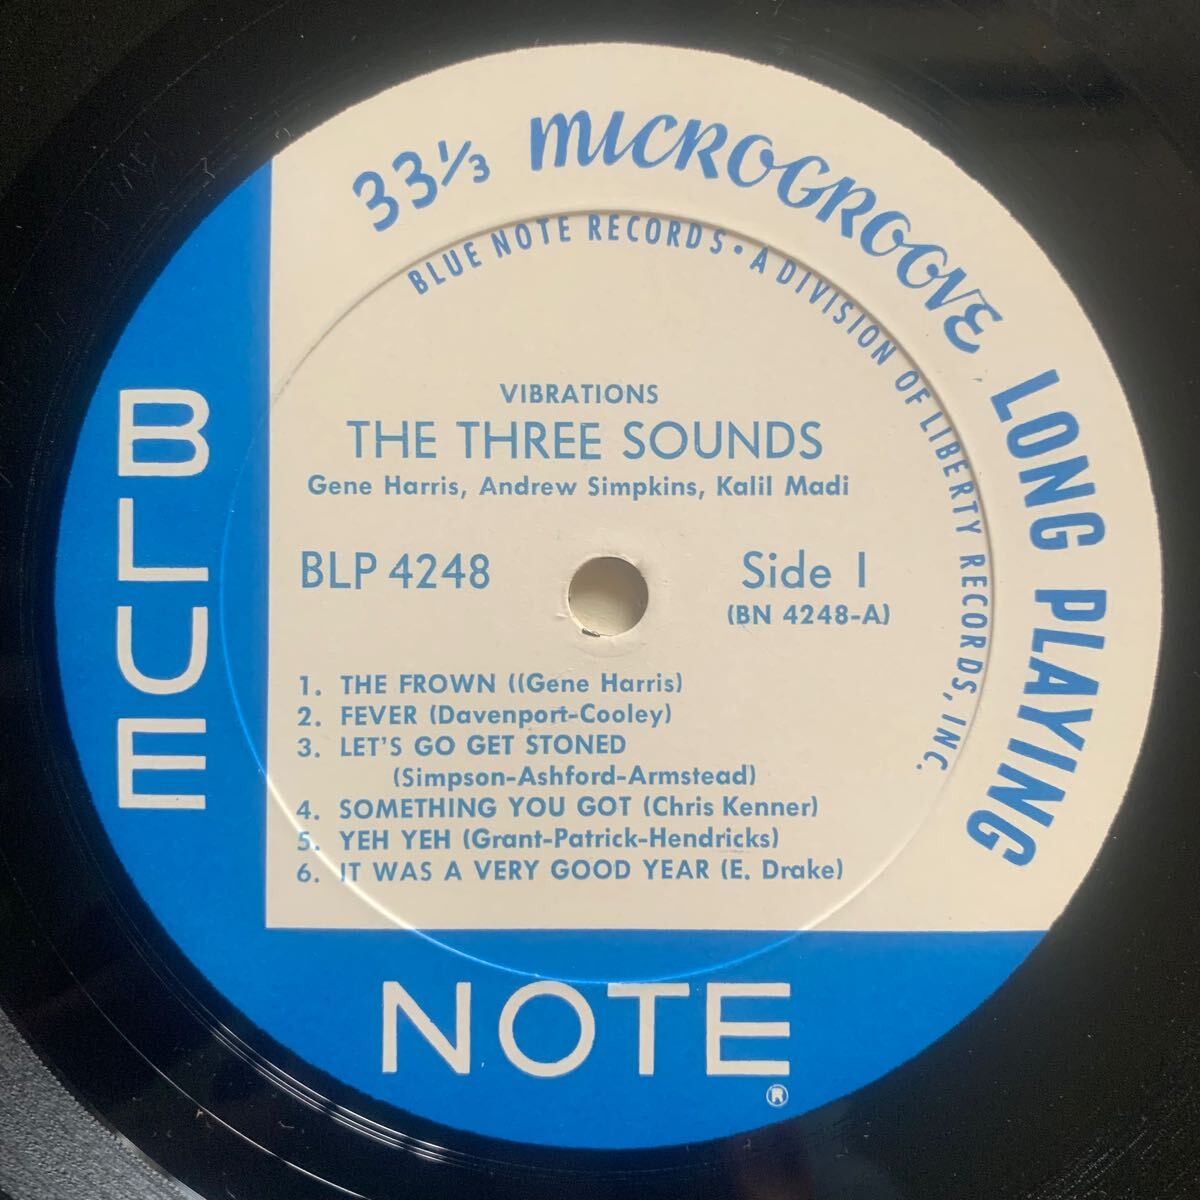 33⅓ MICROGROOVE LONG PLAYING
BLUE NOTE RECORDS • A DIVISION OF LIBERTY RECORDS, INC.
VIBRATIONS
THE THREE SOUNDS
Gene Harris, Andrew Simpkins, Kalil Madi
BLP 4248
Side 1
(BN 4248-A)
1. THE FROWN ((Gene Harris)
2. FEVER (Davenport-Cooley)
3. LET'S GO GET STONED
(Simpson-Ashford-Armstead)
4. SOMETHING YOU GOT (Chris Kenner)
5. YEH YEH (Grant-Patrick-Hendricks)
6. IT WAS A VERY GOOD YEAR (E. Drake)
BLUE
NOTE
®